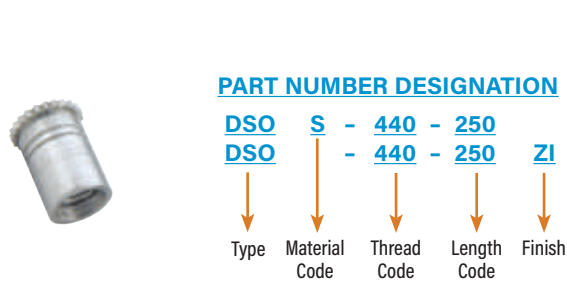 PART NUMBER DESIGNATION
DSO S - 440 - 250
DSO - 440 - 250 ZI
Type Material Code Thread Code Length Code Finish